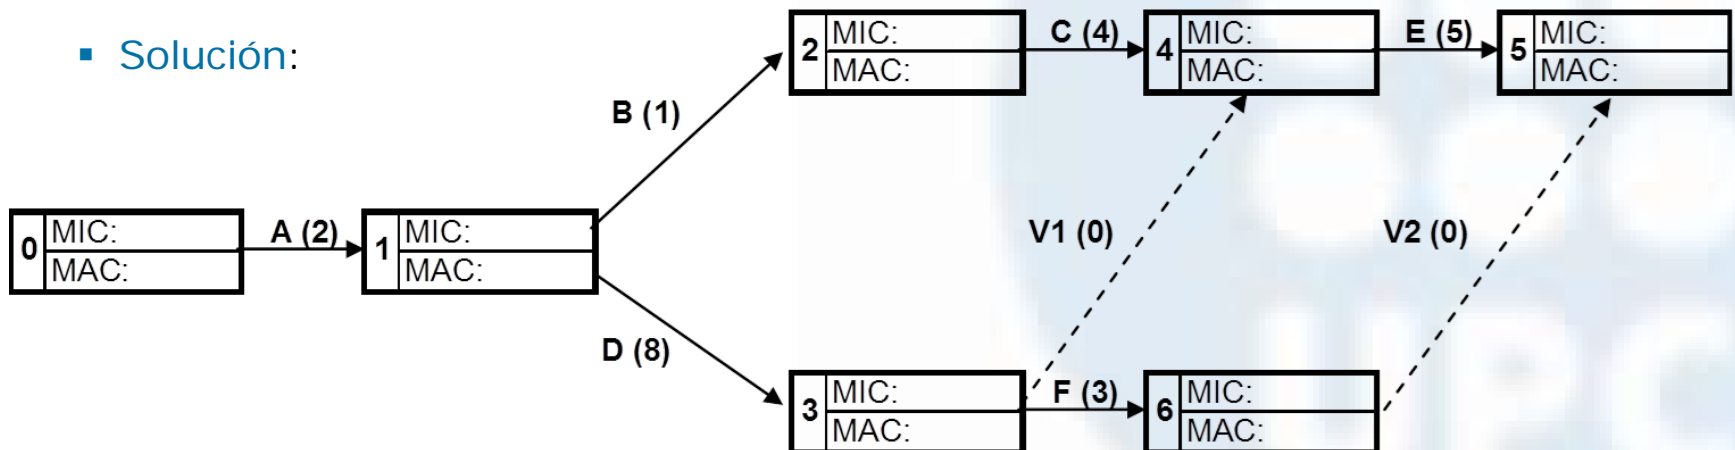 ▪ Solución:
2 MIC:
MAC:
C (4)
4 MIC:
MAC:
E (5)
5 MIC:
MAC:
B (1)
0 MIC:
MAC:
A (2)
1 MIC:
MAC:
V1 (0)
V2 (0)
D (8)
3 MIC:
MAC:
F (3)
6 MIC:
MAC: